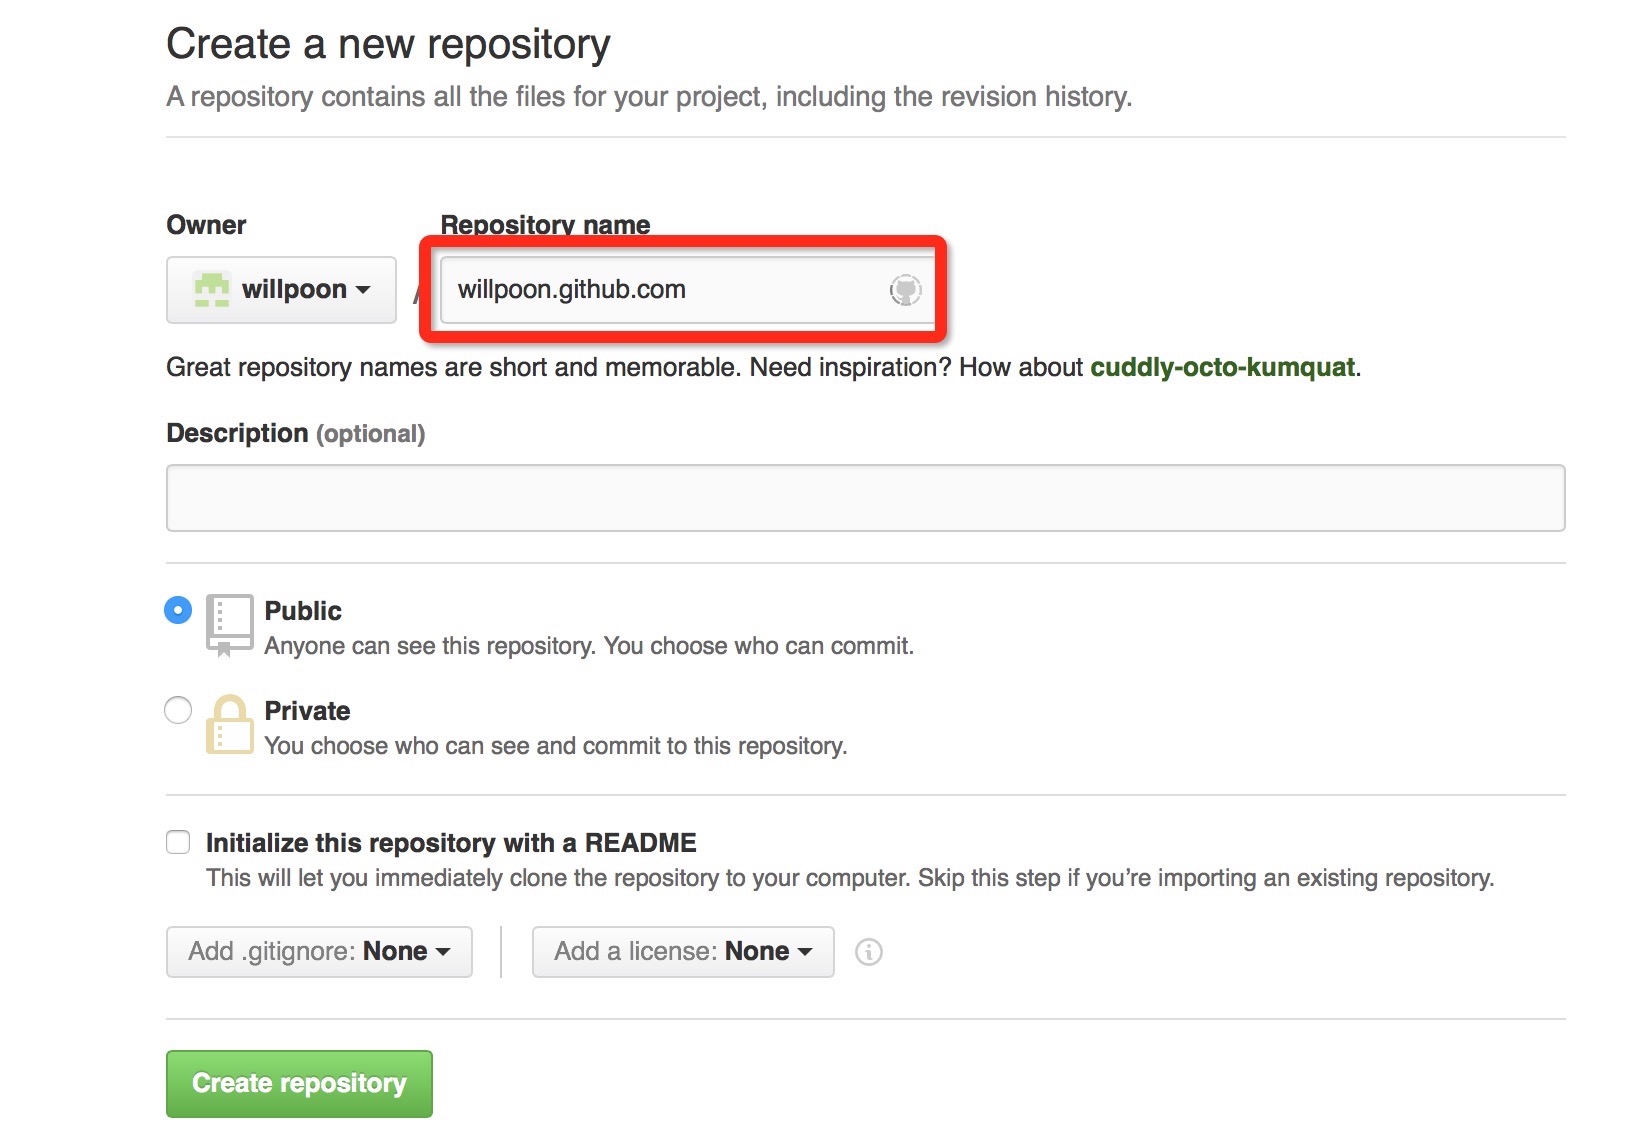 Create a new repository
A repository contains all the files for your project, including the revision history.
Owner
Repository name
willpoon
/
willpoon.github.com
Great repository names are short and memorable. Need inspiration? How about cuddly-octo-kumquat.
Description (optional)
Public
Anyone can see this repository. You choose who can commit.
Private
You choose who can see and commit to this repository.
Initialize this repository with a README
This will let you immediately clone the repository to your computer. Skip this step if you’re importing an existing repository.
Add .gitignore: None
Add a license: None
Create repository